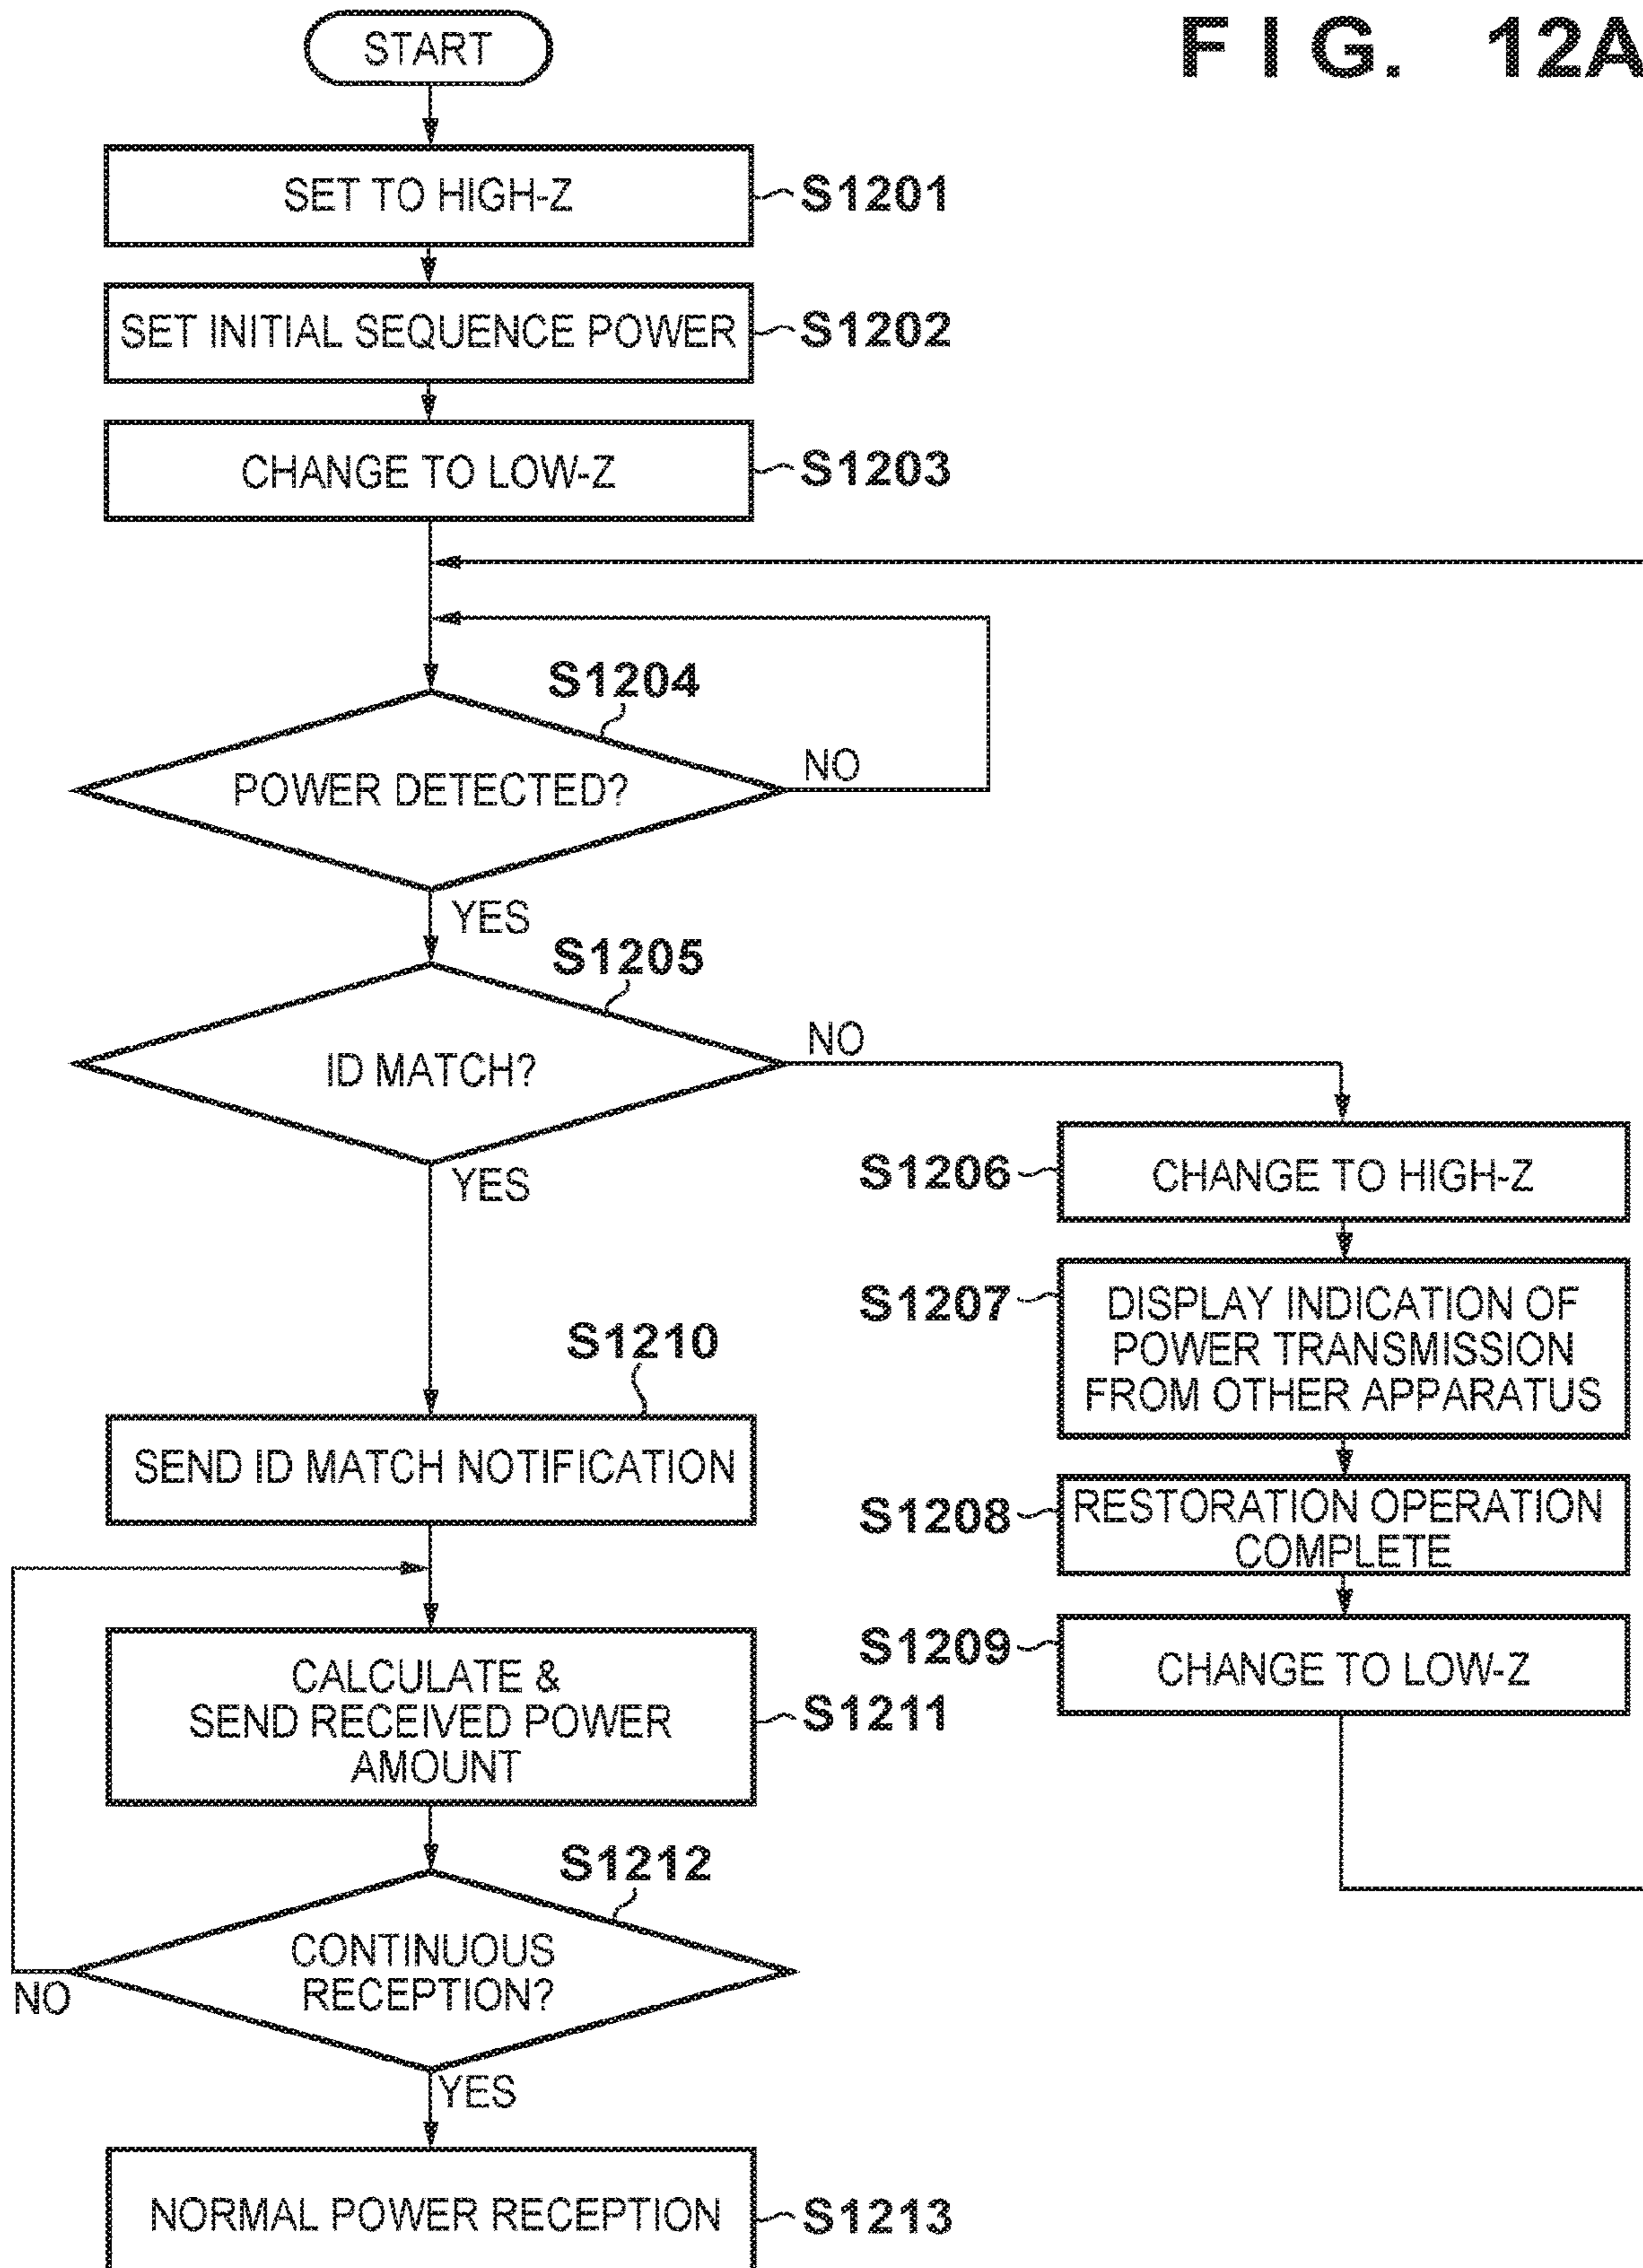 FIG. 12A
START
SET TO HIGH-Z
S1201
SET INITIAL SEQUENCE POWER
S1202
CHANGE TO LOW-Z
S1203
S1204
POWER DETECTED?
NO
YES
S1205
ID MATCH?
NO
YES
S1206
CHANGE TO HIGH-Z
S1207
DISPLAY INDICATION OF
POWER TRANSMISSION
FROM OTHER APPARATUS
S1208
RESTORATION OPERATION
COMPLETE
S1209
CHANGE TO LOW-Z
S1210
SEND ID MATCH NOTIFICATION
CALCULATE &
SEND RECEIVED POWER
AMOUNT
S1211
S1212
CONTINUOUS
RECEPTION?
NO
YES
NORMAL POWER RECEPTION
S1213